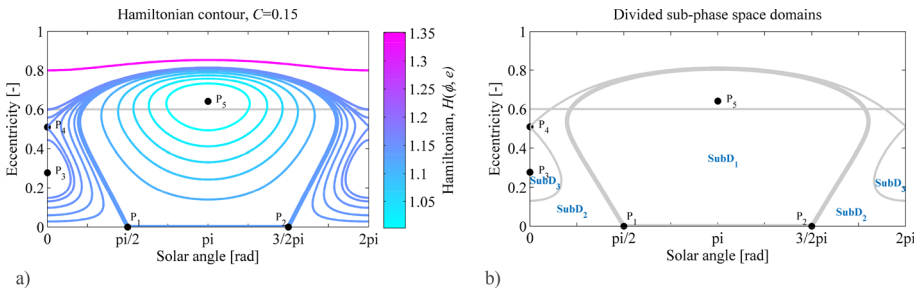 Hamiltonian contour, C=0.15
Eccentricity [-]
1
0.8
0.6
0.4
0.2
0
P4
P3
P5
P1
P2
0
pi/2
pi
3/2pi
2pi
Solar angle [rad]
1.35
1.3
1.25
1.2
1.15
1.1
1.05
Hamiltonian, H(ϕ, e)
a)
Divided sub-phase space domains
Eccentricity [-]
1
0.8
0.6
0.4
0.2
0
P4
P3
P5
P1
P2
SubD1
SubD3
SubD3
SubD2
SubD2
0
pi/2
pi
3/2pi
2pi
Solar angle [rad]
b)